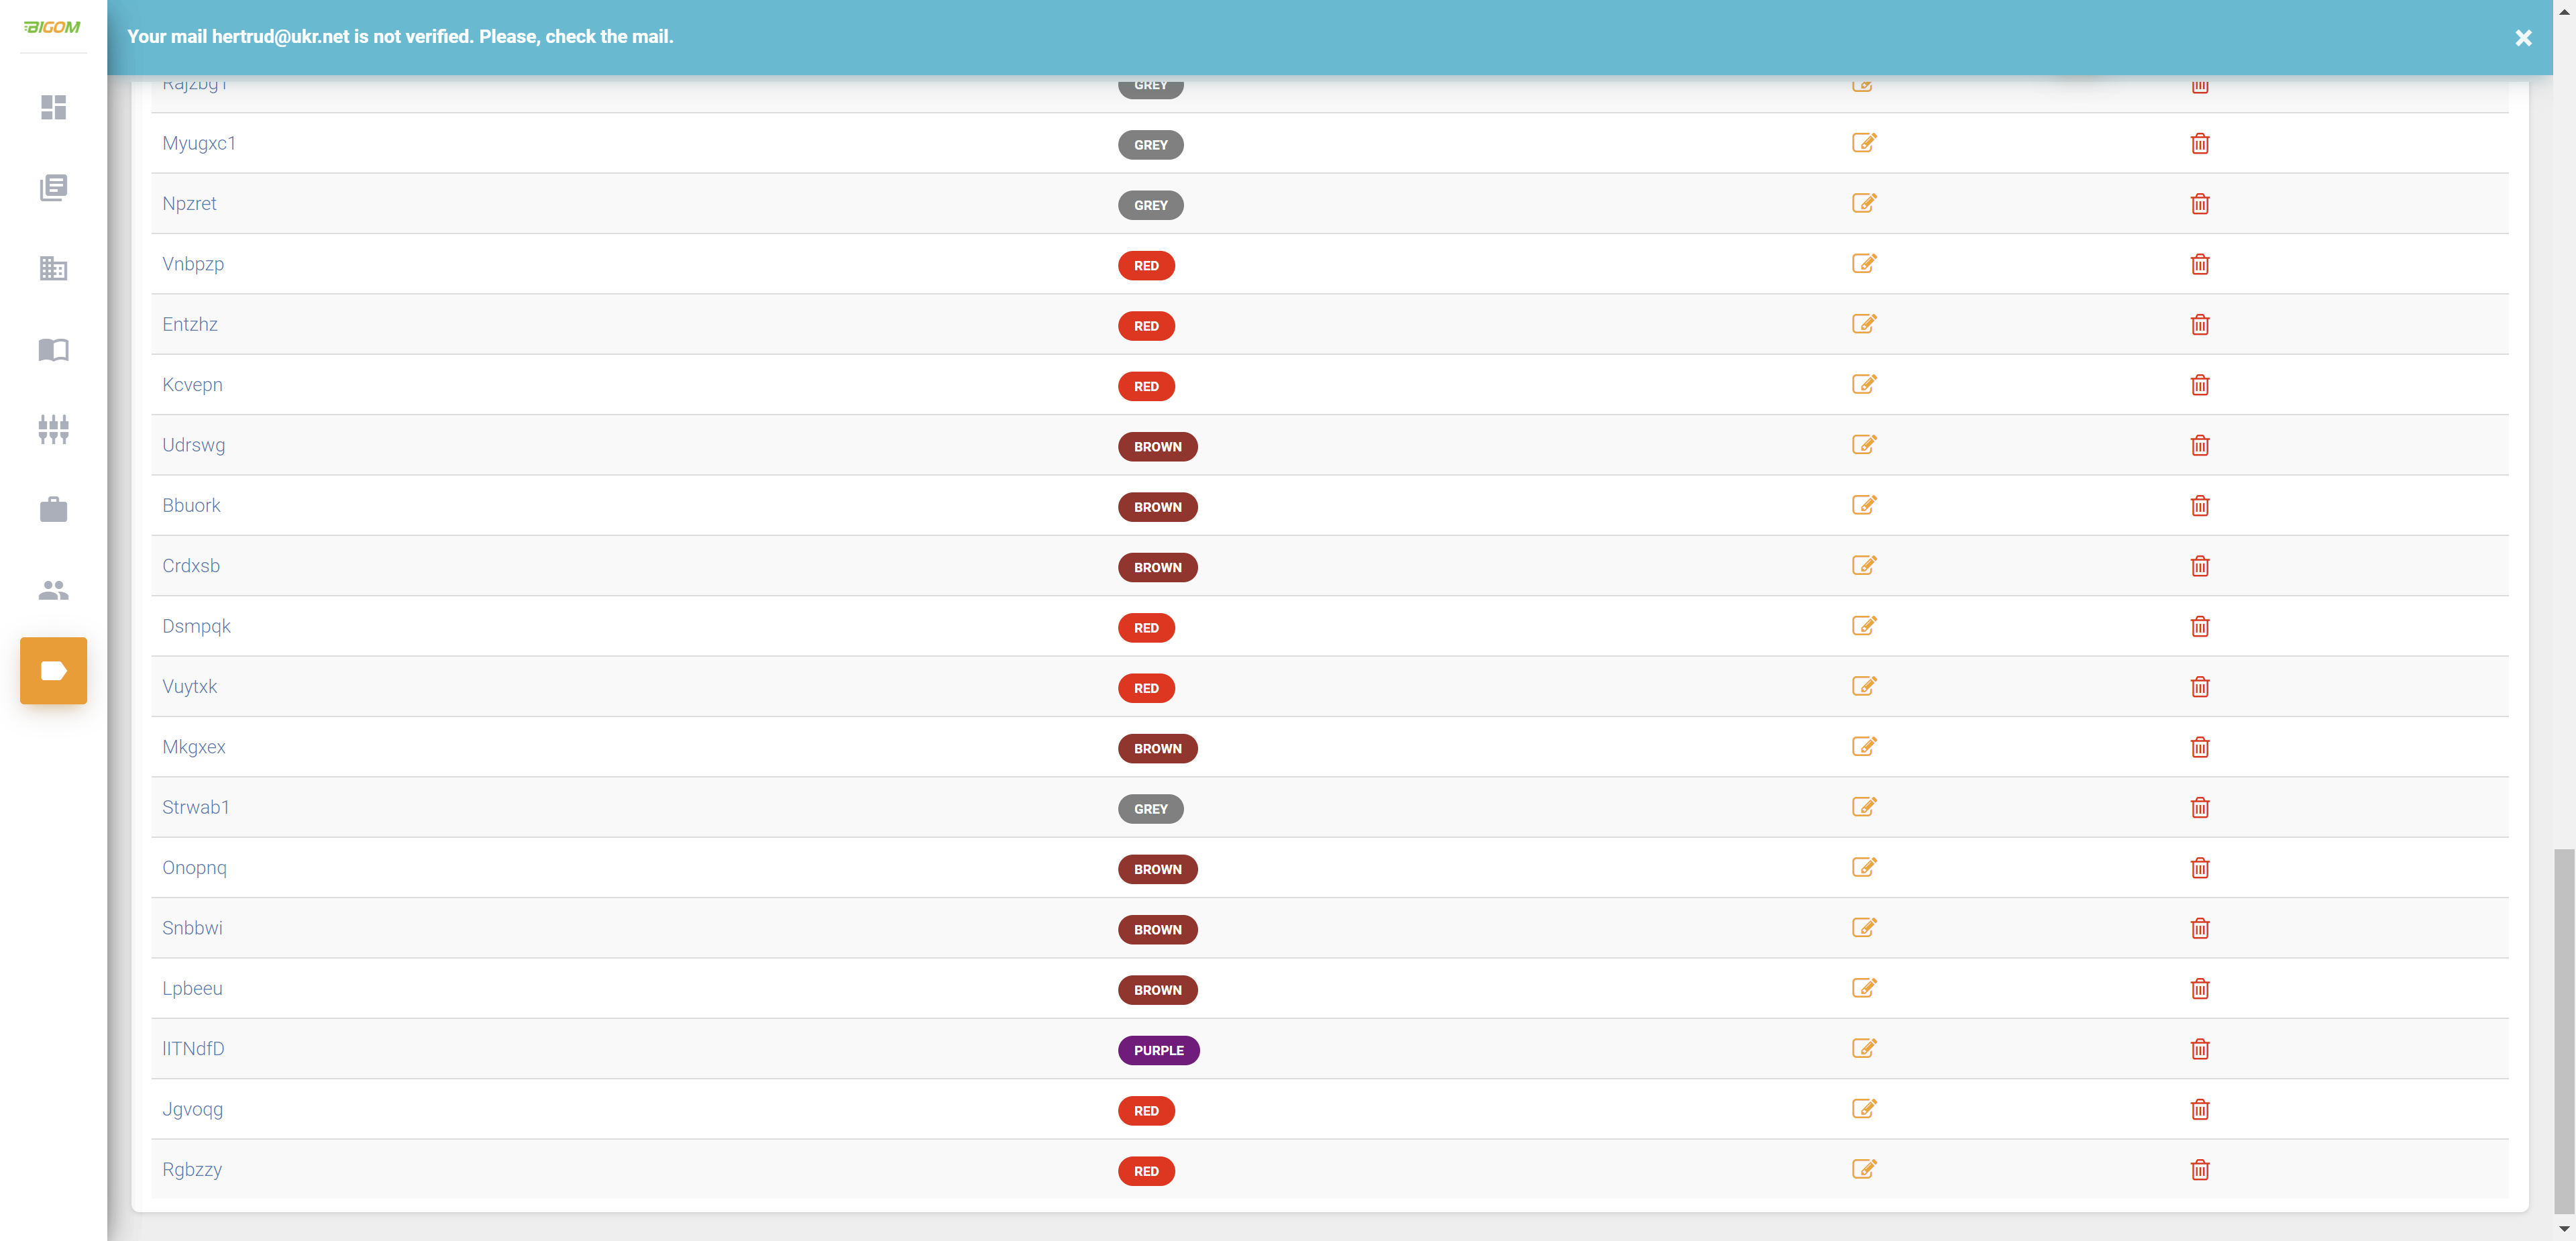 BIGOM
Your mail hertrud@ukr.net is not verified. Please, check the mail.
Rajzbg1 GREY
Myugxc1 GREY
Npzret GREY
Vnbpzp RED
Entzhz RED
Kcvepn RED
Udrswg BROWN
Bbuork BROWN
Crdxsb BROWN
Dsmpqk RED
Vuytxk RED
Mkgxex BROWN
Strwab1 GREY
Onopnq BROWN
Snbbwi BROWN
Lpbeeu BROWN
PURPLE
Jgvoqg RED
Rgbzzy RED